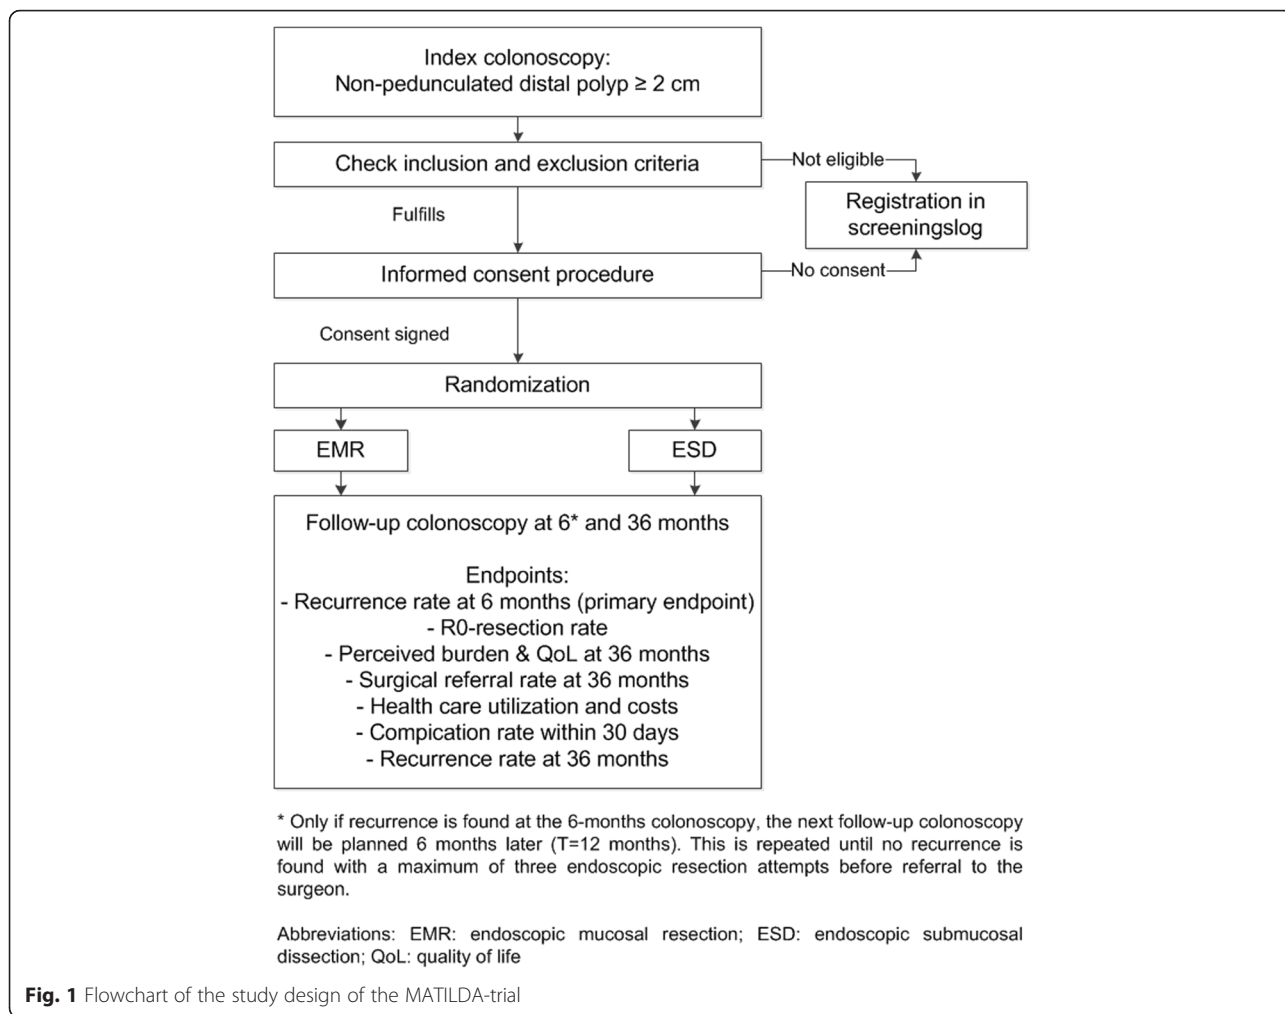 Index colonoscopy:
Non-pedunculated distal polyp ≥ 2 cm
Check inclusion and exclusion criteria
Not eligible
Registration in
screeningslog
Fulfills
Informed consent procedure
No consent
Consent signed
Randomization
EMR
ESD
Follow-up colonoscopy at 6* and 36 months
Endpoints:
- Recurrence rate at 6 months (primary endpoint)
- R0-resection rate
- Perceived burden & QoL at 36 months
- Surgical referral rate at 36 months
- Health care utilization and costs
- Compication rate within 30 days
- Recurrence rate at 36 months
* Only if recurrence is found at the 6-months colonoscopy, the next follow-up colonoscopy
will be planned 6 months later (T=12 months). This is repeated until no recurrence is
found with a maximum of three endoscopic resection attempts before referral to the
surgeon.
Abbreviations: EMR: endoscopic mucosal resection; ESD: endoscopic submucosal
dissection; QoL: quality of life
Fig. 1 Flowchart of the study design of the MATILDA-trial